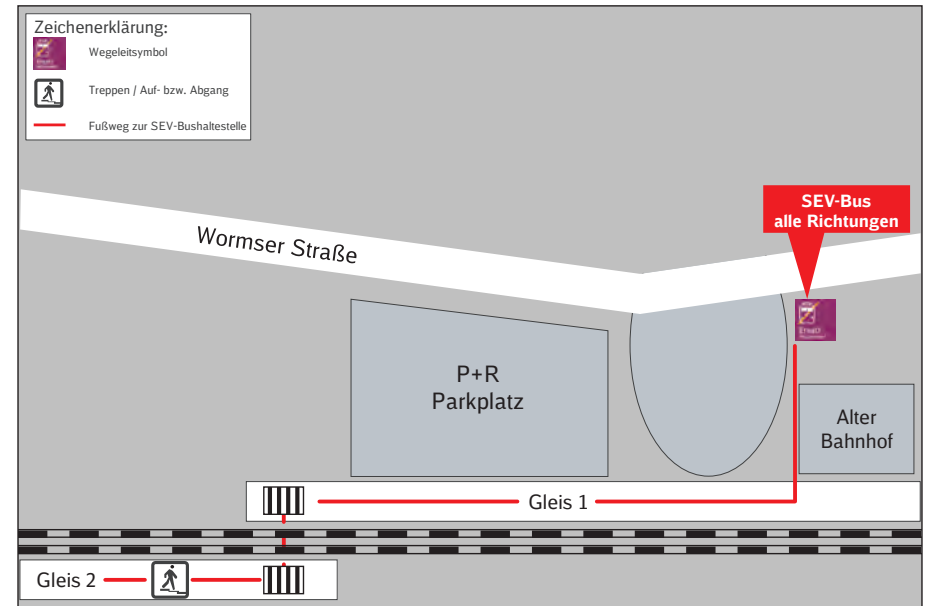 Zeichenerklärung:
Wegeleitsymbol
Treppen / Auf- bzw. Abgang
Fußweg zur SEV-Bushaltestelle
SEV-Bus
alle Richtungen
Wormser Straße
P+R
Parkplatz
Alter
Bahnhof
Gleis 1
Gleis 2